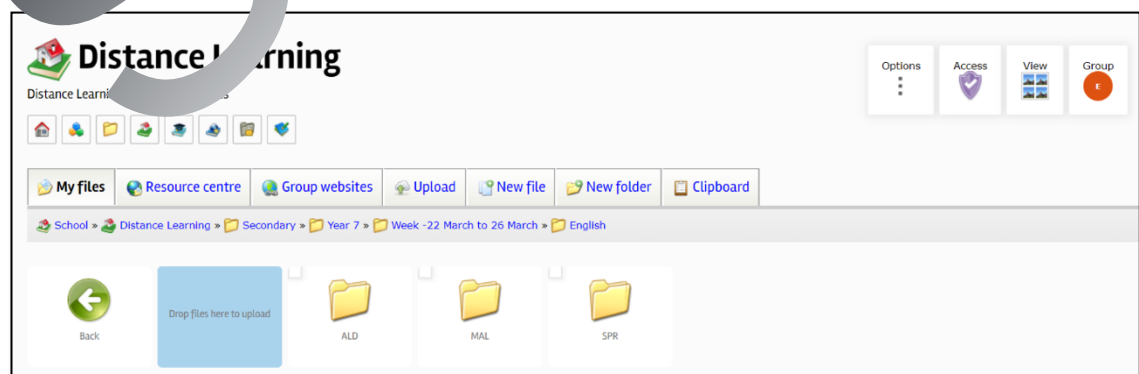 Distance Learning
Options
Access
View
Group
E
Distance Learni
My files
Resource centre
Group websites
Upload
New file
New folder
Clipboard
School » Distance Learning » Secondary » Year 7 » Week -22 March to 26 March » English
Back
Drop files here to upload
ALD
MAL
SPR